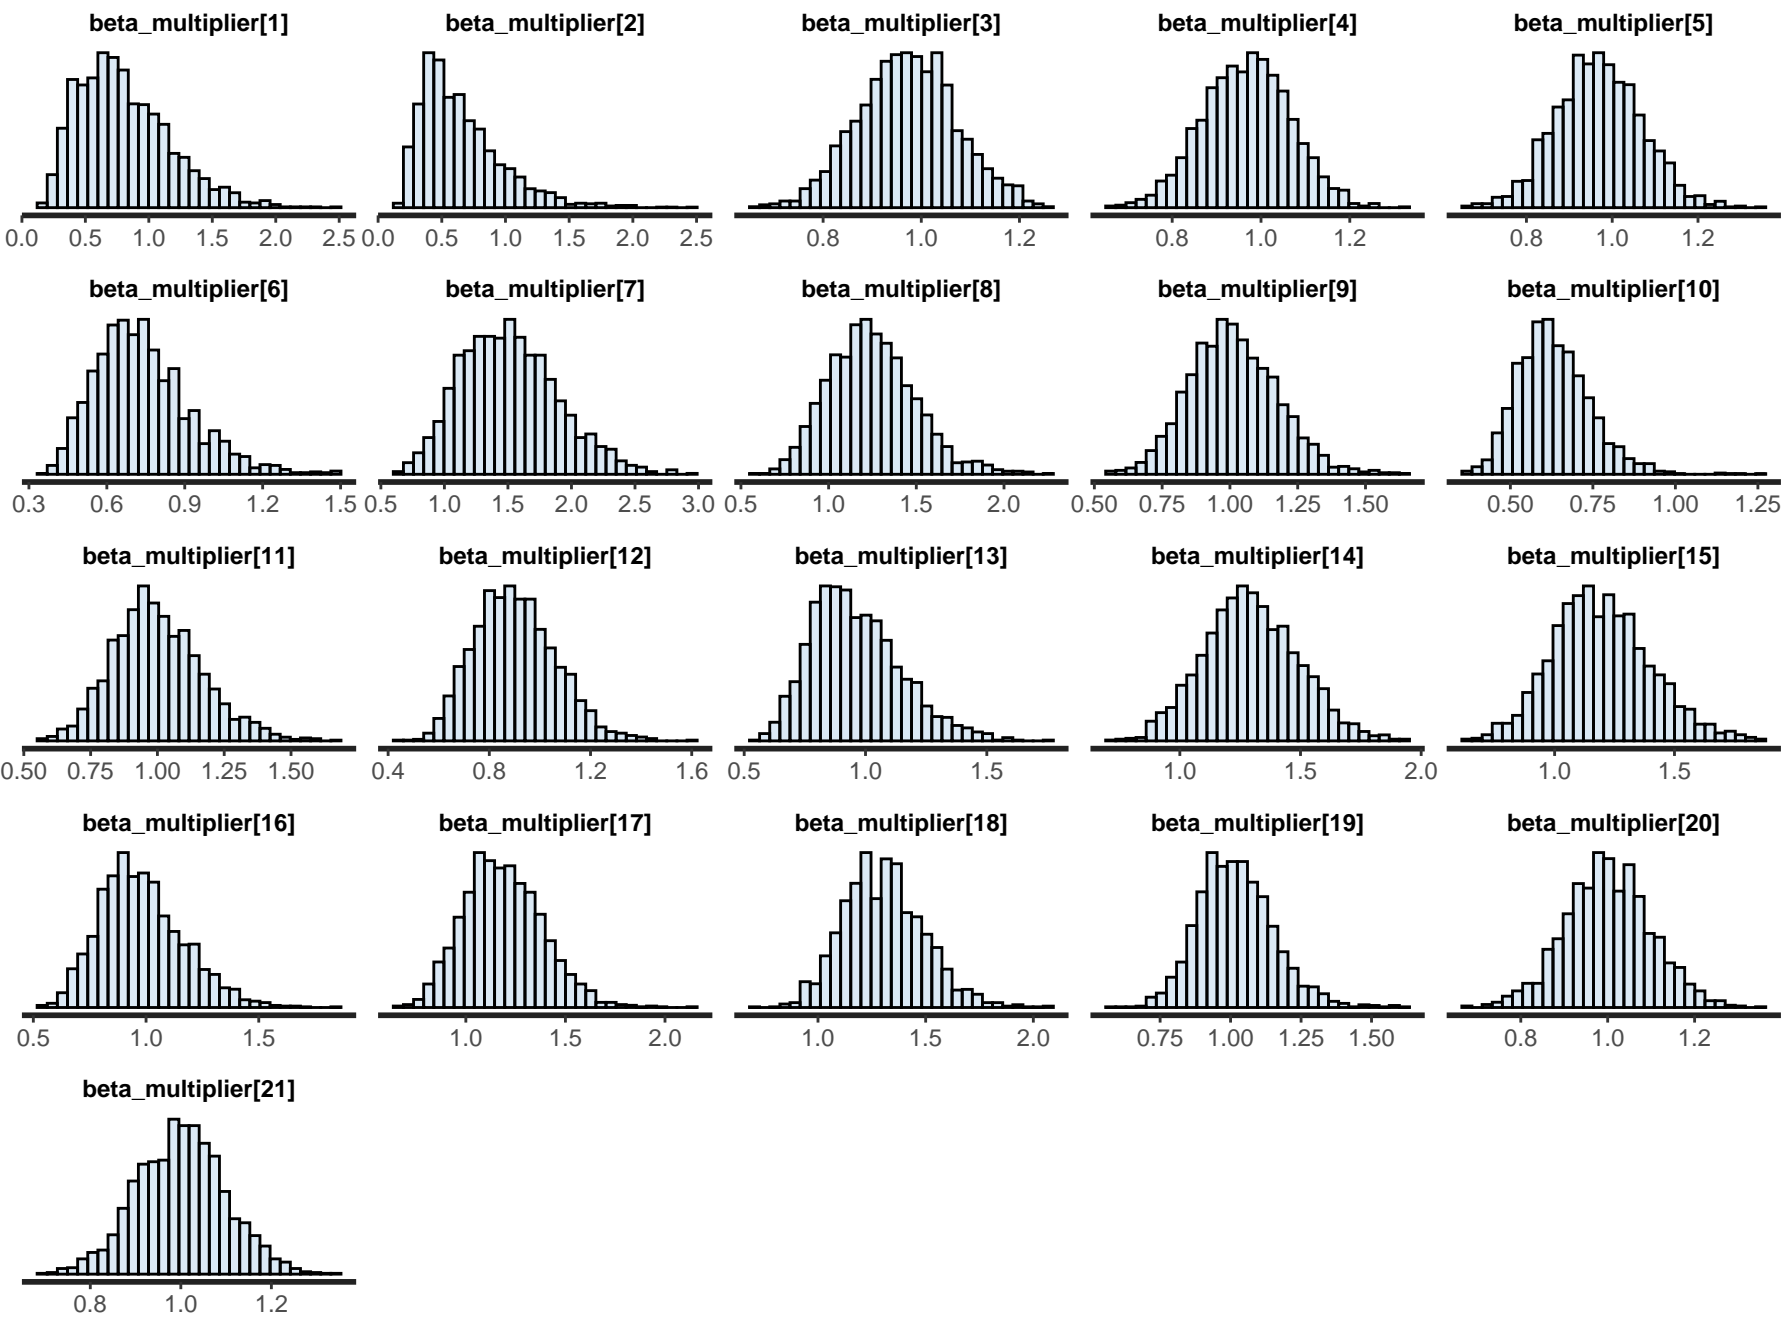 beta_multiplier[1] beta_multiplier[2] beta_multiplier[3] beta_multiplier[4] beta_multiplier[5]
0.0 0.5 1.0 1.5 2.0 2.5 0.0 0.5 1.0 1.5 2.0 2.5 0.8 1.0 1.2 0.8 1.0 1.2 0.8 1.0 1.2
beta_multiplier[6] beta_multiplier[7] beta_multiplier[8] beta_multiplier[9] beta_multiplier[10]
0.3 0.6 0.9 1.2 1.5 0.5 1.0 1.5 2.0 2.5 3.0 0.5 1.0 1.5 2.0 0.50 0.75 1.00 1.25 1.50 0.50 0.75 1.00 1.25
beta_multiplier[11] beta_multiplier[12] beta_multiplier[13] beta_multiplier[14] beta_multiplier[15]
0.50 0.75 1.00 1.25 1.50 0.4 0.8 1.2 1.6 0.5 1.0 1.5 1.0 1.5 2.0 1.0 1.5
beta_multiplier[16] beta_multiplier[17] beta_multiplier[18] beta_multiplier[19] beta_multiplier[20]
0.5 1.0 1.5 1.0 1.5 2.0 1.0 1.5 2.0 0.75 1.00 1.25 1.50 0.8 1.0 1.2
beta_multiplier[21]
0.8 1.0 1.2